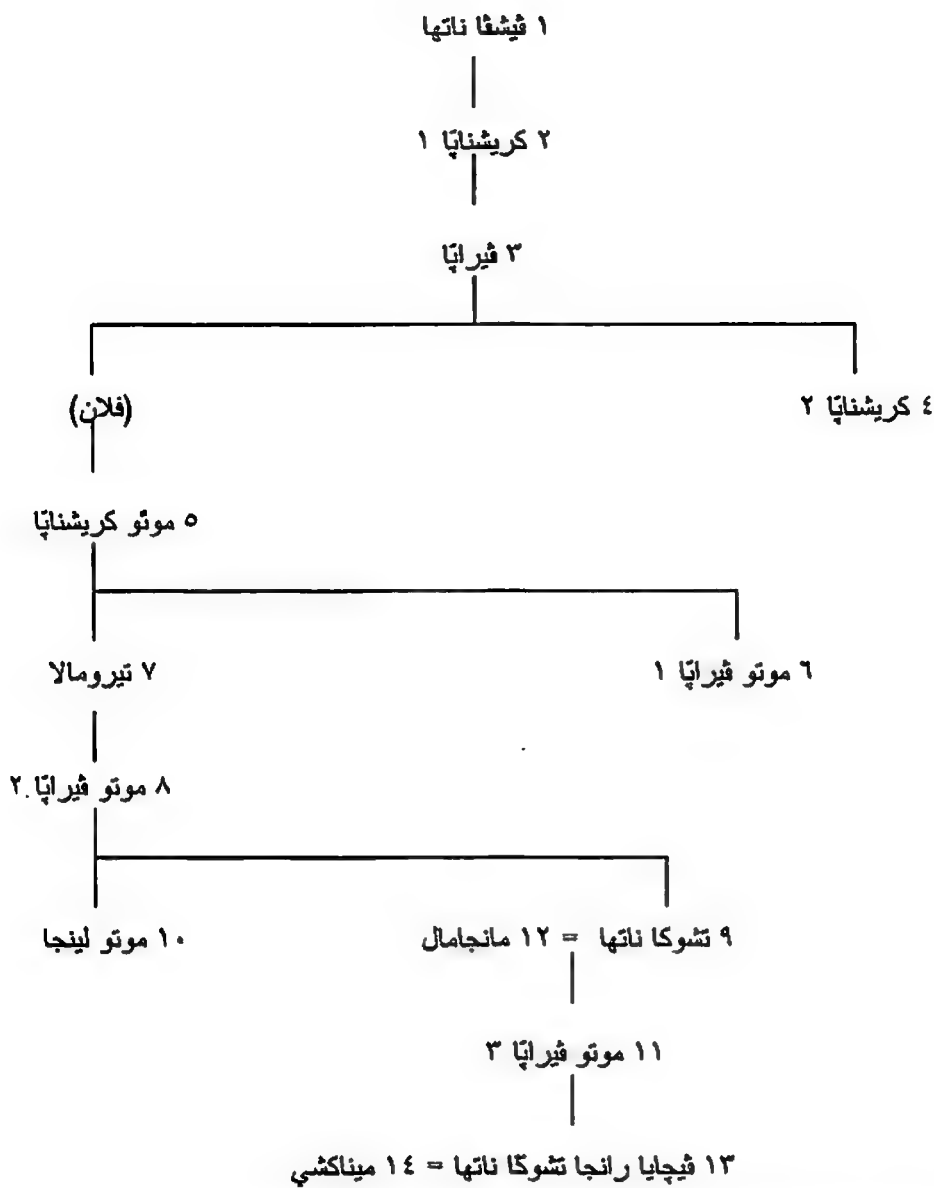 ١ ڤيشڤا ناتها
٢ كريشناپّا ١
٣ ڤيراپّا
٤ كريشناپّا ٢
(فلان)
٥ موتّو كريشناپّا
٦ موتو ڤيراپّا ١
٧ تيرومالا
٨ موتو ڤيراپّا ٢
٩ تشوكا ناتها = ١٢ مانجامال
١٠ موتو لينجا
١١ موتو ڤيراپّا ٣
١٣ ڤيچايا رانجا تشوكّا ناتها = ١٤ ميناكشي